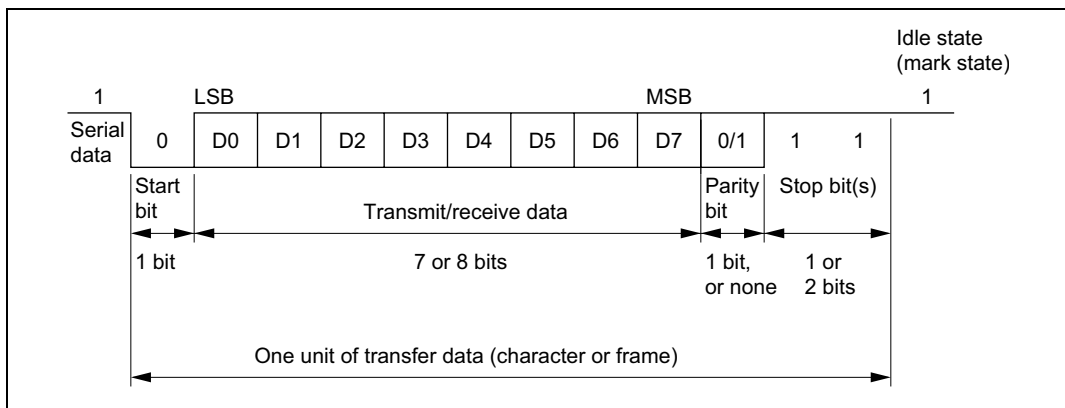 Idle state
(mark state)
1 LSB MSB 1
Serial
data
0 D0 D1 D2 D3 D4 D5 D6 D7 0/1 1 1
Start
bit
Transmit/receive data
Parity
bit
Stop bit(s)
1 bit
7 or 8 bits
1 bit,
or none
1 or
2 bits
One unit of transfer data (character or frame)